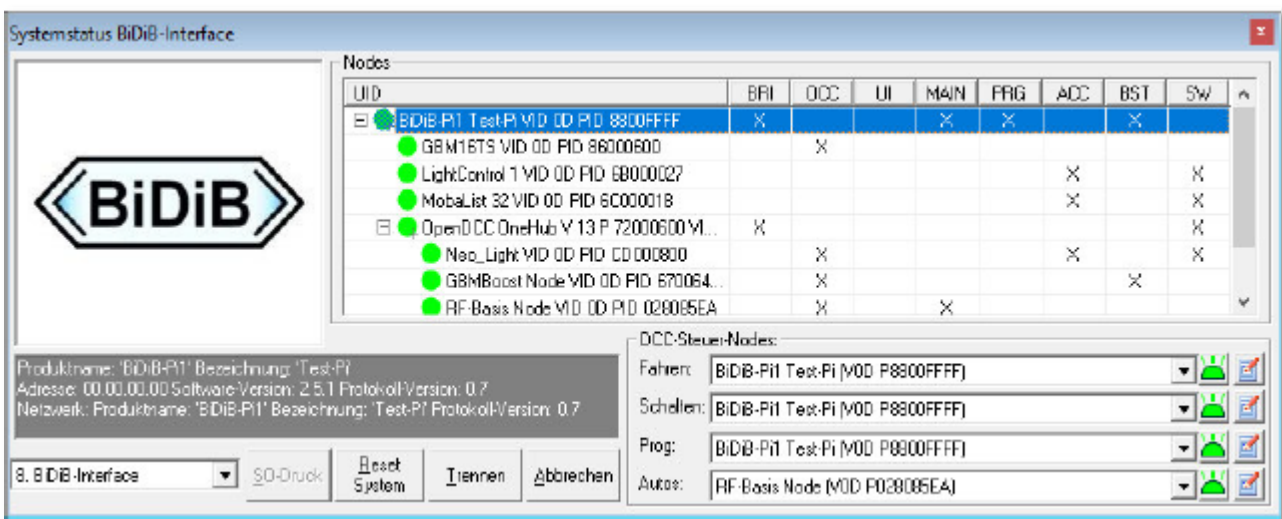 Systemstatus BiDiB-Interface
Nodes
UID BRI OCC UI MAIN PRG ACC BST SW
BiDiB-Pi1 Test-Pi VID 0D PID 8800FFFF X X X X
GBM16TS VID 0D PID 86000600 X
LightControl 1 VID 0D PID 6B000027 X X
MobaList 32 VID 0D PID 6C000018 X X
OpenDCC OneHub V 13 P 72000600 VI... X X
Neo_Light VID 0D PID CD000800 X X X
GBMBoost Node VID 0D PID 670064... X X
RF-Basis Node VID 0D PID 028085EA X X
BiDiB
Produktname: 'BiDiB-Pi1' Bezeichnung: 'Test-Pi'
Adresse: 00.00.00.00 Software-Version: 2.5.1 Protokoll-Version: 0.7
Netzwerk: Produktname: 'BiDiB-Pi1' Bezeichnung: 'Test-Pi' Protokoll-Version: 0.7
8. BiDiB-Interface
SO-Druck
Reset
System
Trennen
Abbrechen
DCC-Steuer-Nodes:
Fahren: BiDiB-Pi1 Test-Pi (V0D P8800FFFF)
Schalten: BiDiB-Pi1 Test-Pi (V0D P8800FFFF)
Prog: BiDiB-Pi1 Test-Pi (V0D P8800FFFF)
Autos: RF-Basis Node (V0D P028085EA)